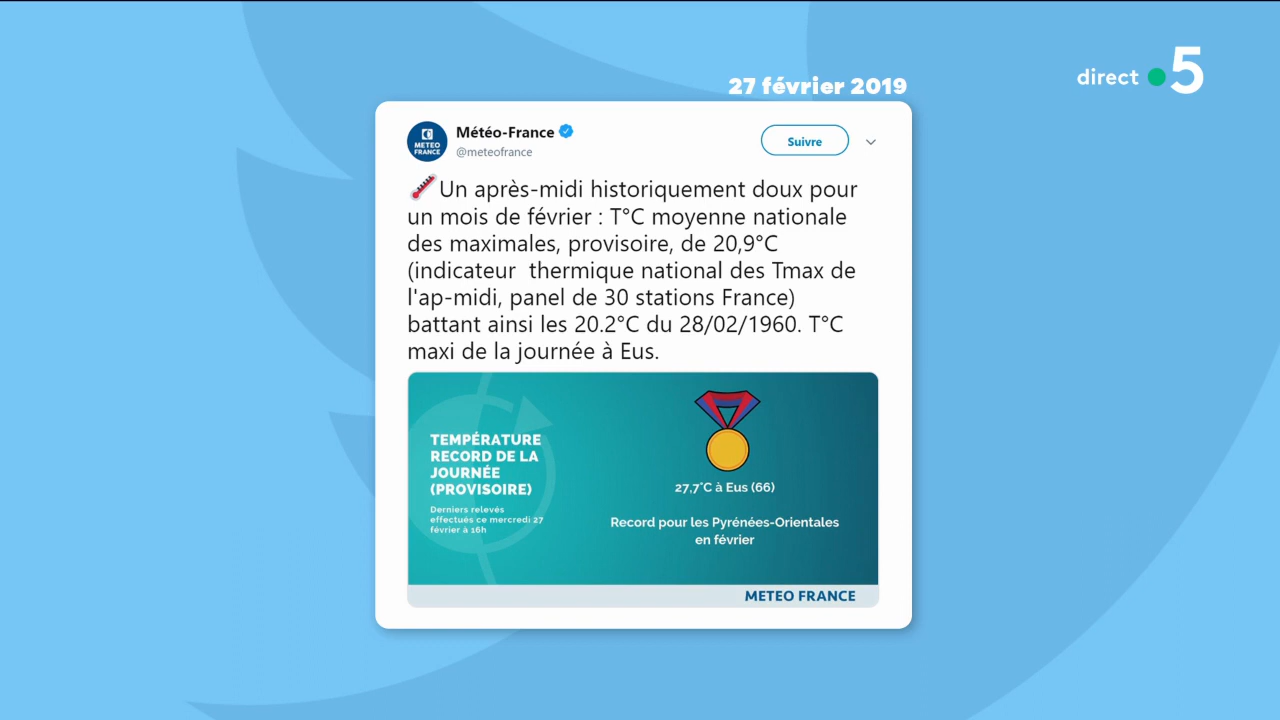 27 février 2019
direct 5
Météo-France
@meteofrance
METEO
FRANCE
Suivre
Un après-midi historiquement doux pour
un mois de février : T°C moyenne nationale
des maximales, provisoire, de 20,9°C
(indicateur  thermique national des Tmax de
l'ap-midi, panel de 30 stations France)
battant ainsi les 20.2°C du 28/02/1960. T°C
maxi de la journée à Eus.
TEMPÉRATURE
RECORD DE LA
JOURNÉE
(PROVISOIRE)
Derniers relevés
effectués ce mercredi 27
février à 16h
27,7°C à Eus (66)
Record pour les Pyrénées-Orientales
en février
METEO FRANCE